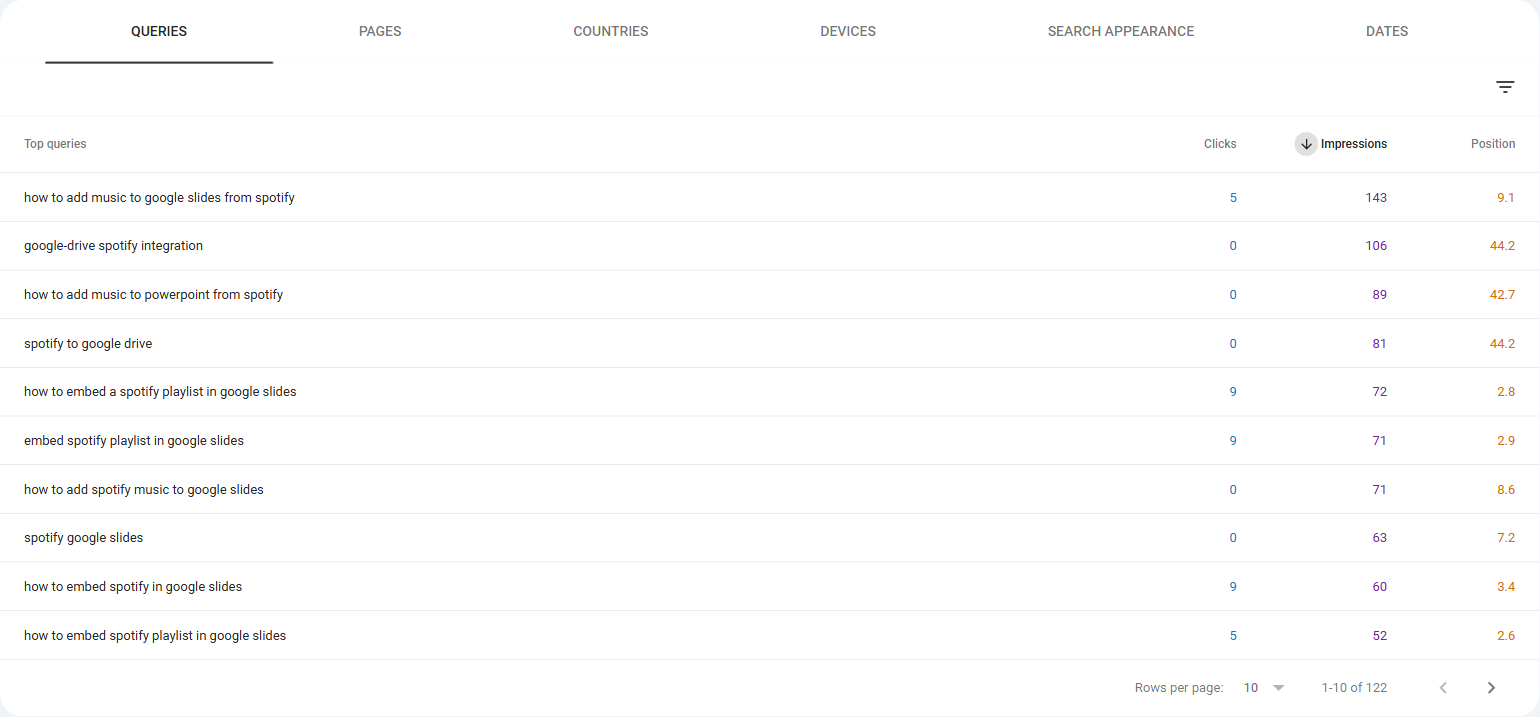 QUERIES PAGES COUNTRIES DEVICES SEARCH APPEARANCE DATES
Top queries Clicks Impressions Position
how to add music to google slides from spotify 5 143 9.1
google-drive spotify integration 0 106 44.2
how to add music to powerpoint from spotify 0 89 42.7
spotify to google drive 0 81 44.2
how to embed a spotify playlist in google slides 9 72 2.8
embed spotify playlist in google slides 9 71 2.9
how to add spotify music to google slides 0 71 8.6
spotify google slides 0 63 7.2
how to embed spotify in google slides 9 60 3.4
how to embed spotify playlist in google slides 5 52 2.6
Rows per page: 10 1-10 of 122